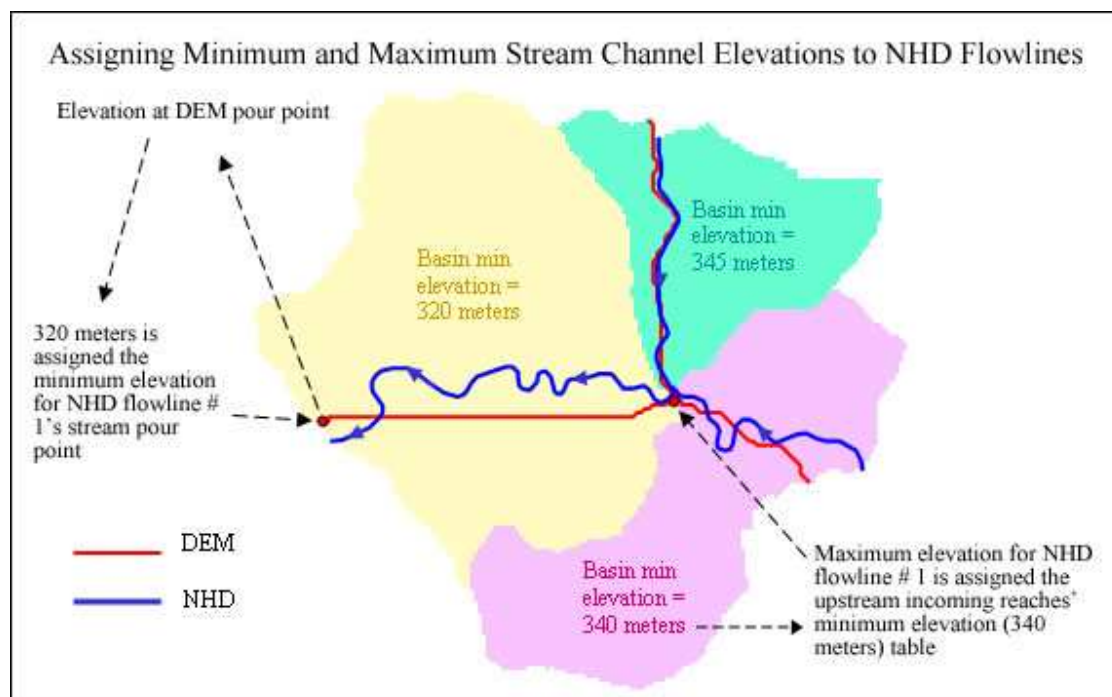 Assigning Minimum and Maximum Stream Channel Elevations to NHD Flowlines
Elevation at DEM pour point
Basin min
elevation =
345 meters
Basin min
elevation =
320 meters
320 meters is
assigned the
minimum elevation
for NHD flowline #
1's stream pour
point
DEM
NHD
Basin min
elevation =
340 meters
Maximum elevation for NHD
flowline # 1 is assigned the
upstream incoming reaches'
minimum elevation (340
meters) table